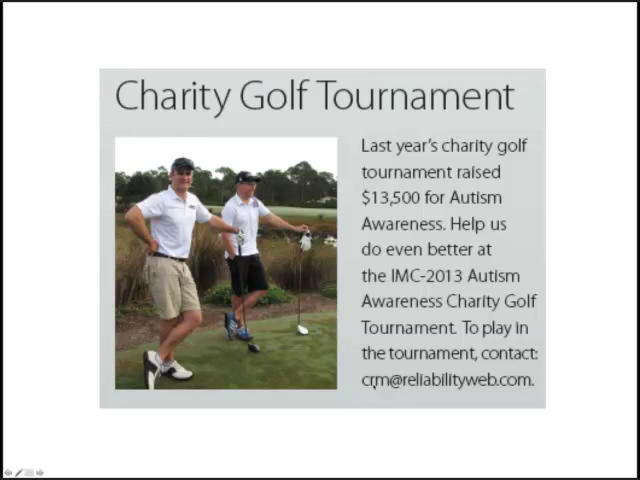 Charity Golf Tournament
Last year's charity golf
tournament raised
$13,500 for Autism
Awareness. Help us
do even better at
the IMC-2013 Autism
Awareness Charity Golf
Tournament. To play in
the tournament, contact:
crm@reliabilityweb.com.